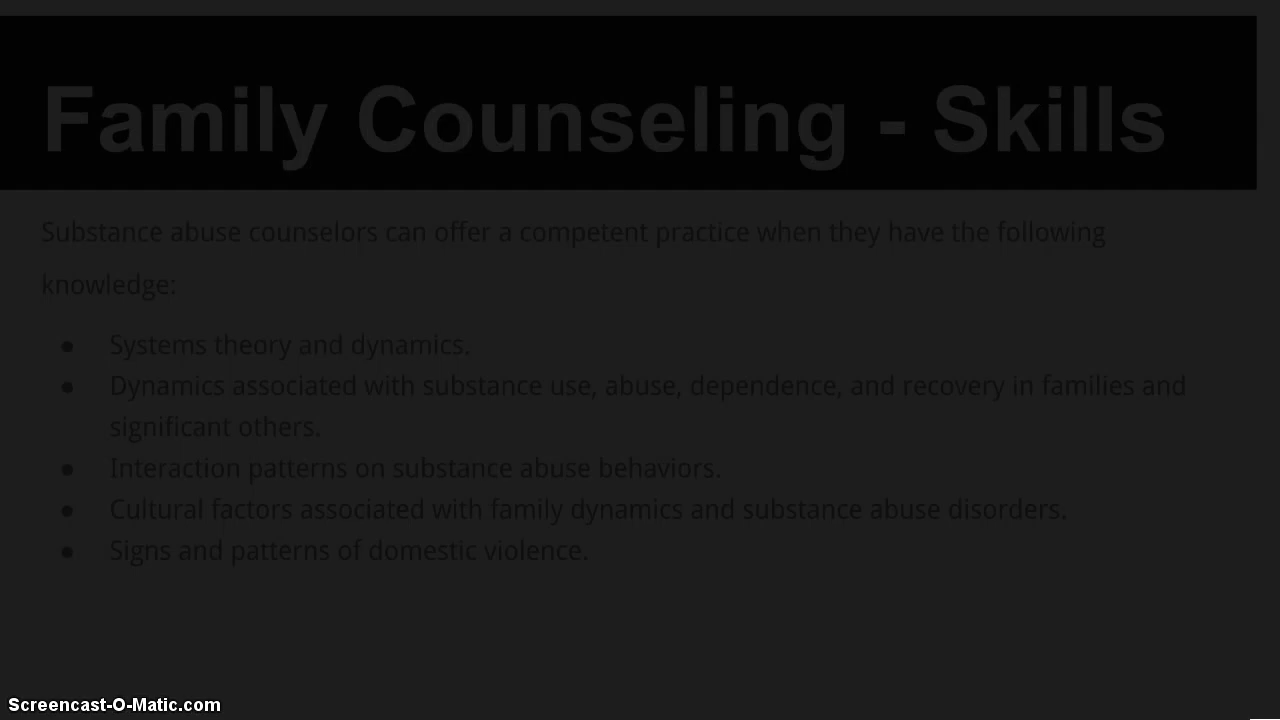 Family Counseling - Skills
Substance abuse counselors can offer a competent practice when they have the following
knowledge:
● Systems theory and dynamics.
● Dynamics associated with substance use, abuse, dependence, and recovery in families and
significant others.
● Interaction patterns on substance abuse behaviors.
● Cultural factors associated with family dynamics and substance abuse disorders.
● Signs and patterns of domestic violence.
Screencast-O-Matic.com